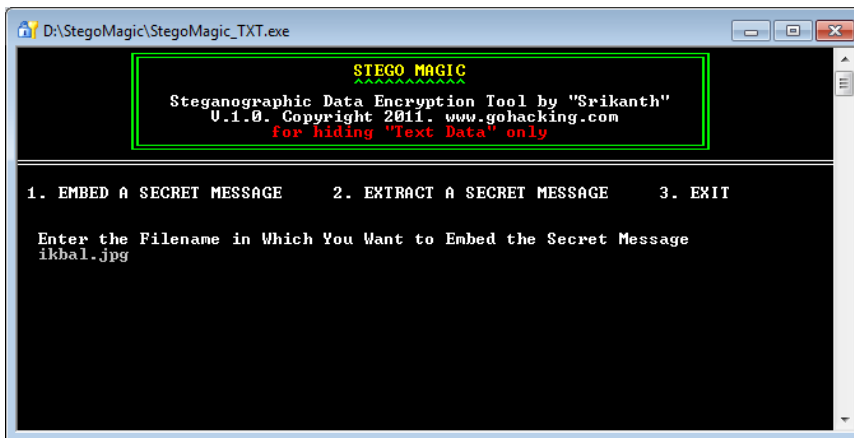 D:\StegoMagic\StegoMagic_TXT.exe
STEGO MAGIC
^^^^^^^^^^^
Steganographic Data Encryption Tool by "Srikanth"
V.1.0. Copyright 2011. www.gohacking.com
for hiding "Text Data" only
1. EMBED A SECRET MESSAGE 2. EXTRACT A SECRET MESSAGE 3. EXIT
Enter the Filename in Which You Want to Embed the Secret Message
ikbal.jpg